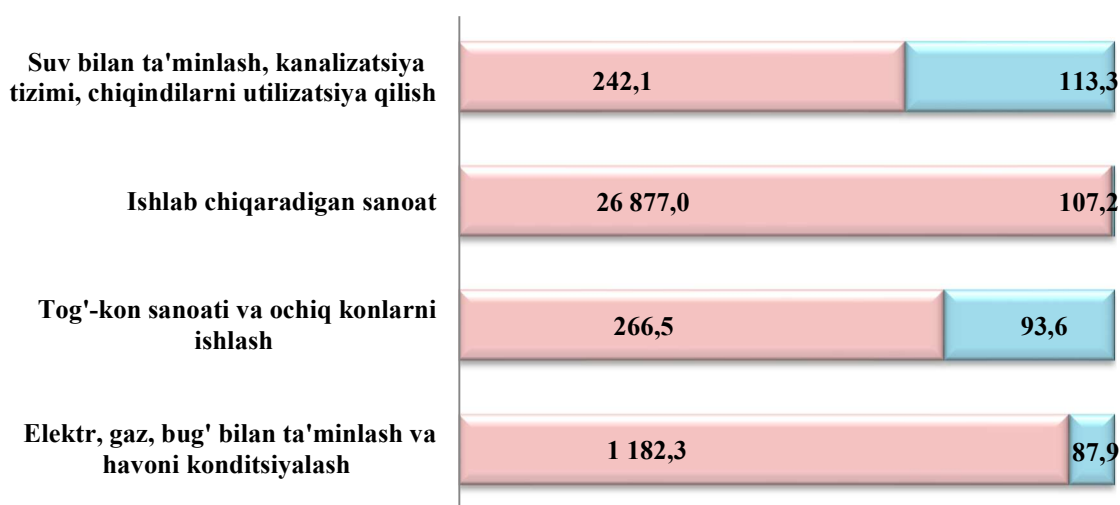 Suv bilan ta'minlash, kanalizatsiya
tizimi, chiqindilarni utilizatsiya qilish
242,1
113,3
Ishlab chiqaradigan sanoat
26 877,0
107,2
Tog'-kon sanoati va ochiq konlarni
ishlash
266,5
93,6
Elektr, gaz, bug' bilan ta'minlash va
havoni konditsiyalash
1 182,3
87,9